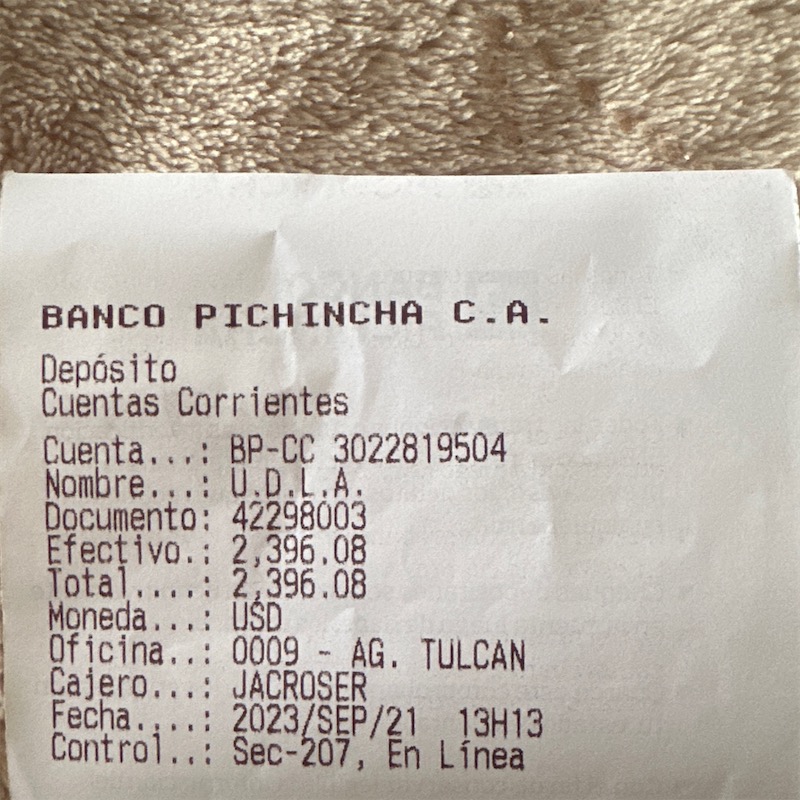 BANCO PICHINCHA C.A.
Depósito
Cuentas Corrientes
Cuenta...: BP-CC 3022819504
Nombre...: U.D.L.A.
Documento: 42298003
Efectivo.: 2,396.08
Total....: 2,396.08
Moneda...: USD
Oficina..: 0009 - AG. TULCAN
Cajero...: JACROSER
Fecha....: 2023/SEP/21 13H13
Control..: Sec-207, En Línea